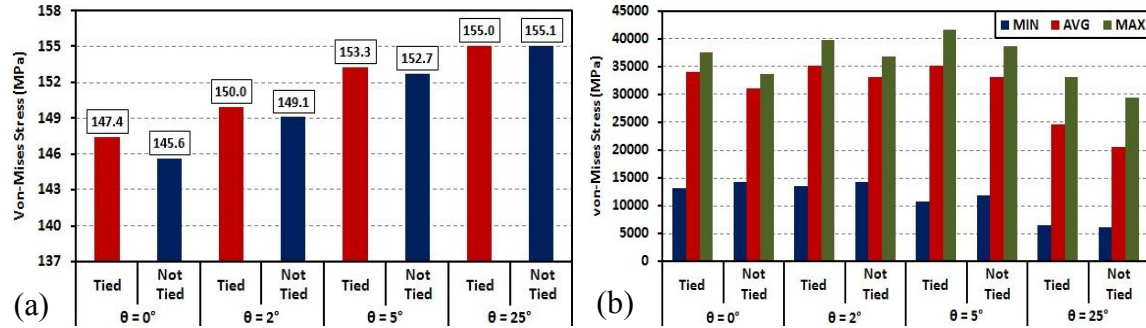 158
155
152
149
146
143
140
137
Von-Mises Stress (MPa)
147.4
145.6
150.0
149.1
153.3
152.7
155.0
155.1
Tied
Not Tied
Tied
Not Tied
Tied
Not Tied
Tied
Not Tied
θ = 0°
θ = 2°
θ = 5°
θ = 25°
(a)
45000
40000
35000
30000
25000
20000
15000
10000
5000
0
von-Mises Stress (MPa)
MIN AVG MAX
Tied
Not Tied
Tied
Not Tied
Tied
Not Tied
Tied
Not Tied
θ = 0°
θ = 2°
θ = 5°
θ = 25°
(b)